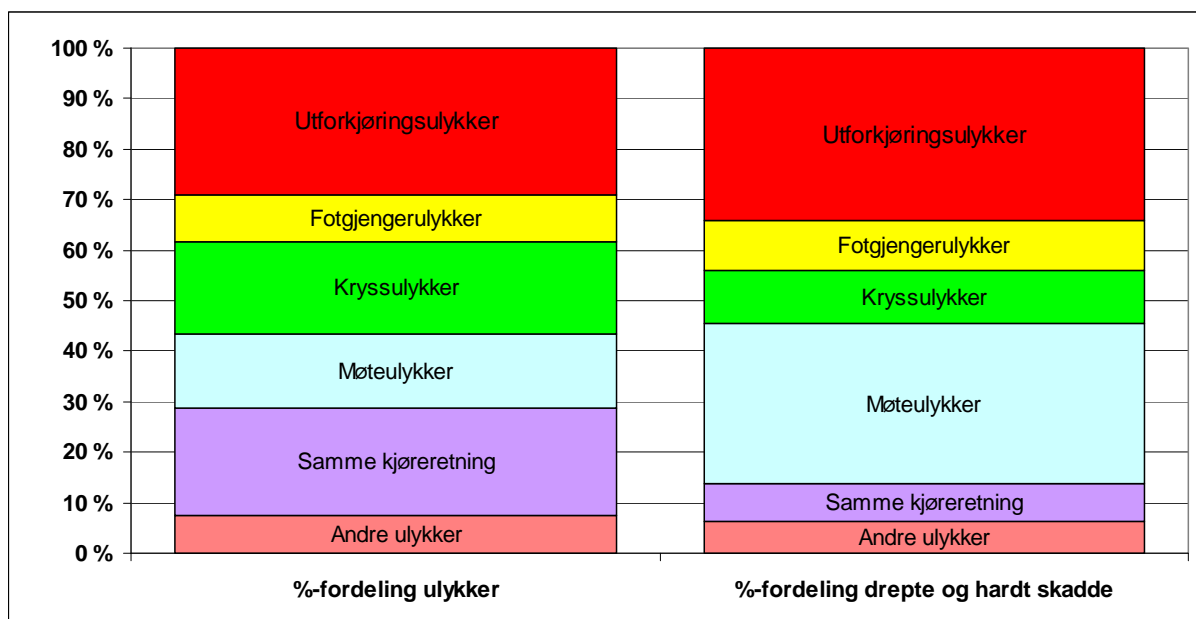 100 %
90 %
80 %
70 %
60 %
50 %
40 %
30 %
20 %
10 %
0 %
Utforkjøringsulykker
Fotgjengerulykker
Kryssulykker
Møteulykker
Samme kjøreretning
Andre ulykker
Utforkjøringsulykker
Fotgjengerulykker
Kryssulykker
Møteulykker
Samme kjøreretning
Andre ulykker
%-fordeling ulykker
%-fordeling drepte og hardt skadde